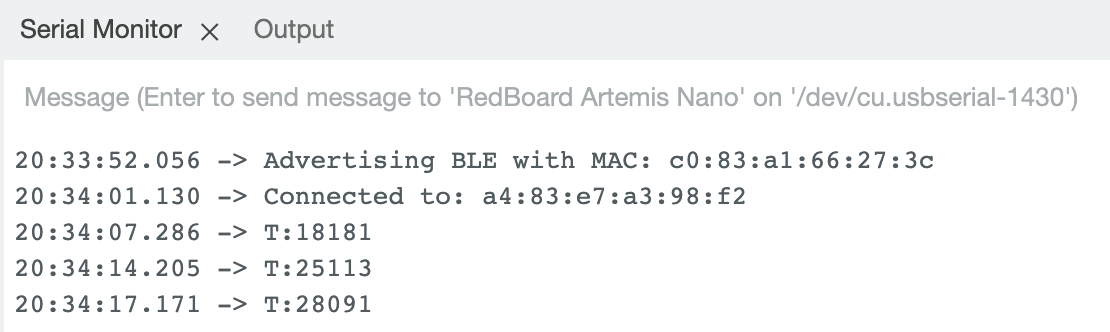 Serial Monitor × Output
Message (Enter to send message to 'RedBoard Artemis Nano' on '/dev/cu.usbserial-1430')
20:33:52.056 -> Advertising BLE with MAC: c0:83:a1:66:27:3c
20:34:01.130 -> Connected to: a4:83:e7:a3:98:f2
20:34:07.286 -> T:18181
20:34:14.205 -> T:25113
20:34:17.171 -> T:28091